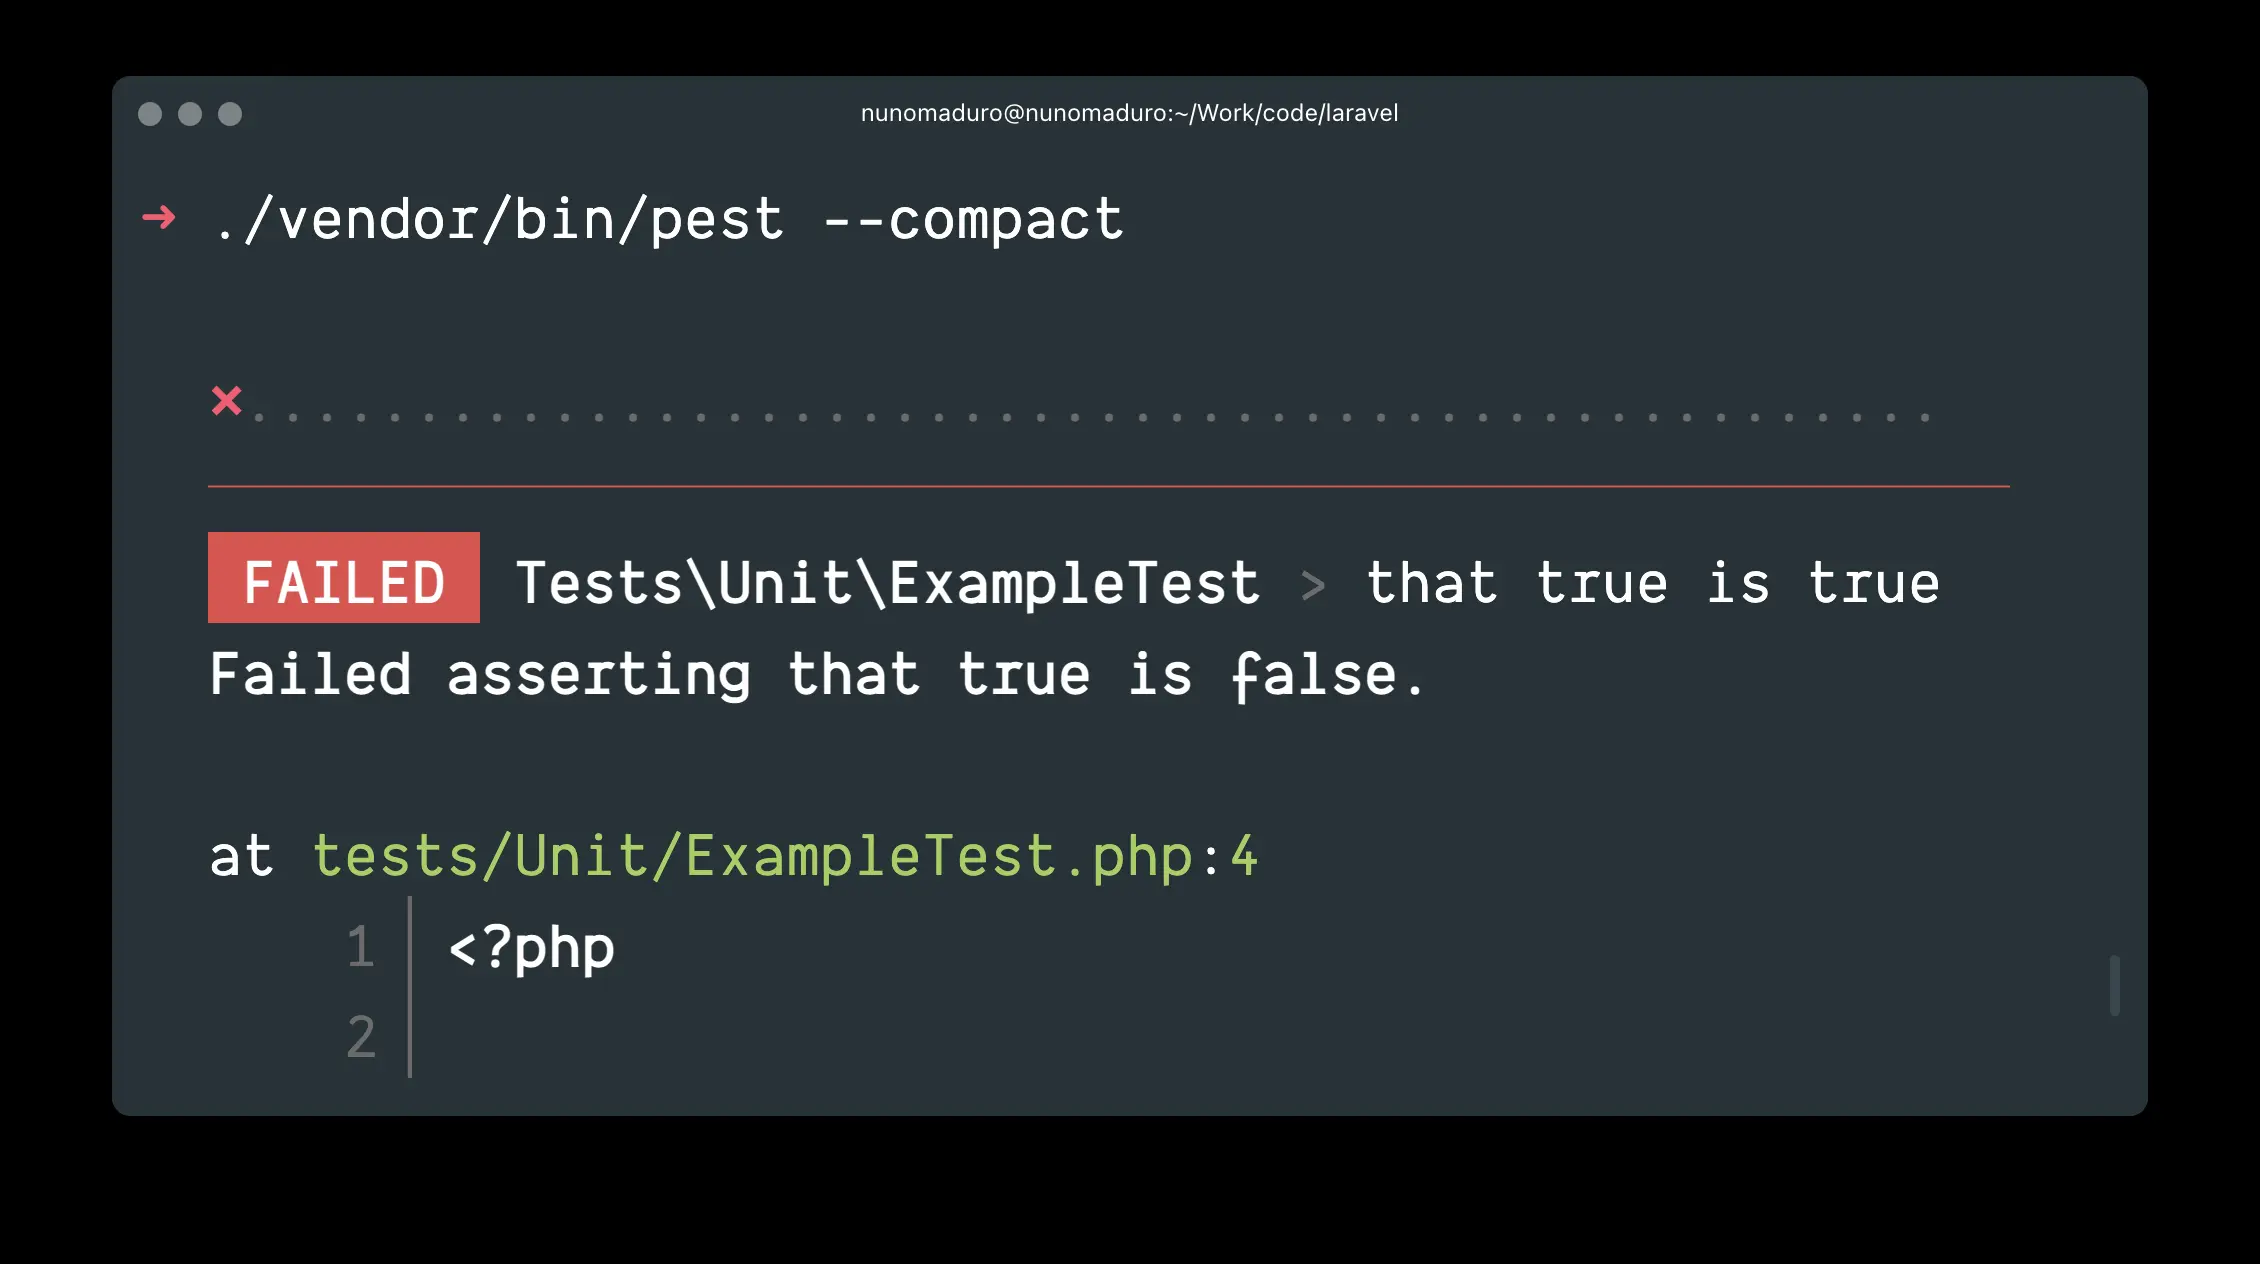 nunomaduro@nunomaduro:~/Work/code/laravel
➜ ./vendor/bin/pest --compact
⨯..................................................
FAILED Tests\Unit\ExampleTest > that true is true
Failed asserting that true is false.
at tests/Unit/ExampleTest.php:4
1 <?php
2